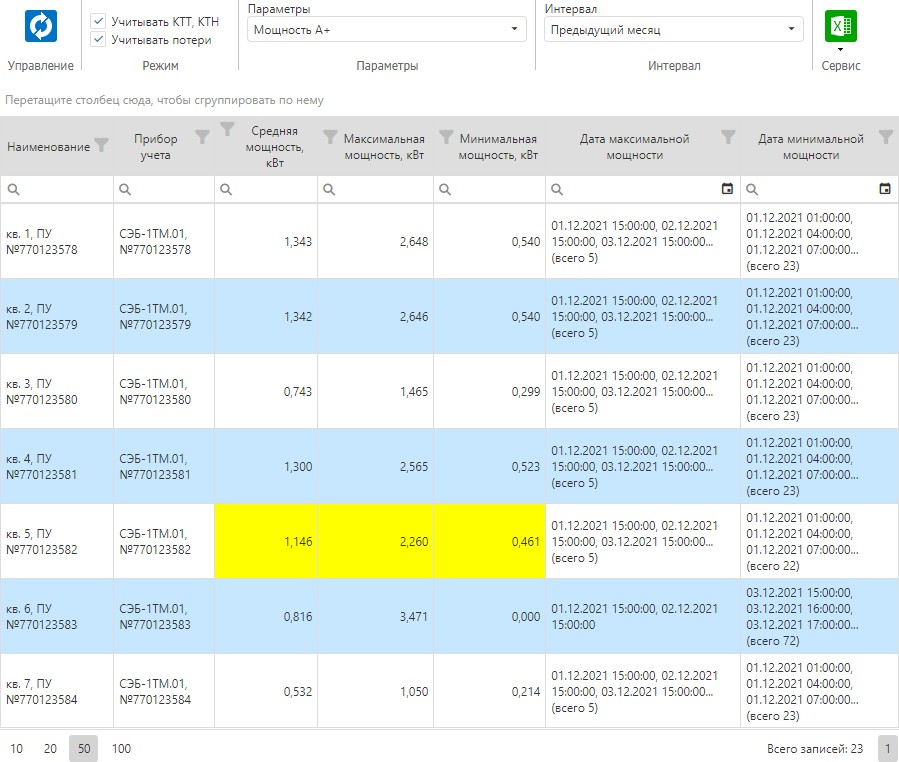 Параметры
Интервал
Учитывать КТТ, КТН
Мощность А+
Предыдущий месяц
Учитывать потери
Управление
Режим
Параметры
Интервал
Сервис
Перетащите столбец сюда, чтобы сгруппировать по нему
Наименование
Прибор
учета
Средняя
мощность,
кВт
Максимальная
мощность, кВт
Минимальная
мощность, кВт
Дата максимальной
мощности
Дата минимальной
мощности
кв. 1, ПУ
№770123578
СЭБ-1ТМ.01,
№770123578
1,343
2,648
0,540
01.12.2021 15:00:00, 02.12.2021
15:00:00, 03.12.2021 15:00:00...
(всего 5)
01.12.2021 01:00:00,
01.12.2021 04:00:00,
01.12.2021 07:00:00...
(всего 23)
кв. 2, ПУ
№770123579
СЭБ-1ТМ.01,
№770123579
1,342
2,646
0,540
01.12.2021 15:00:00, 02.12.2021
15:00:00, 03.12.2021 15:00:00...
(всего 5)
01.12.2021 01:00:00,
01.12.2021 04:00:00,
01.12.2021 07:00:00...
(всего 23)
кв. 3, ПУ
№770123580
СЭБ-1ТМ.01,
№770123580
0,743
1,465
0,299
01.12.2021 15:00:00, 02.12.2021
15:00:00, 03.12.2021 15:00:00...
(всего 5)
01.12.2021 01:00:00,
01.12.2021 04:00:00,
01.12.2021 07:00:00...
(всего 23)
кв. 4, ПУ
№770123581
СЭБ-1ТМ.01,
№770123581
1,300
2,565
0,523
01.12.2021 15:00:00, 02.12.2021
15:00:00, 03.12.2021 15:00:00...
(всего 5)
01.12.2021 01:00:00,
01.12.2021 04:00:00,
01.12.2021 07:00:00...
(всего 23)
кв. 5, ПУ
№770123582
СЭБ-1ТМ.01,
№770123582
1,146
2,260
0,461
01.12.2021 15:00:00, 02.12.2021
15:00:00, 03.12.2021 15:00:00...
(всего 5)
01.12.2021 01:00:00,
01.12.2021 04:00:00,
01.12.2021 07:00:00...
(всего 22)
кв. 6, ПУ
№770123583
СЭБ-1ТМ.01,
№770123583
0,816
3,471
0,000
01.12.2021 15:00:00, 02.12.2021
15:00:00
03.12.2021 15:00:00,
03.12.2021 16:00:00,
03.12.2021 17:00:00...
(всего 72)
кв. 7, ПУ
№770123584
СЭБ-1ТМ.01,
№770123584
0,532
1,050
0,214
01.12.2021 15:00:00, 02.12.2021
15:00:00, 03.12.2021 15:00:00...
(всего 5)
01.12.2021 01:00:00,
01.12.2021 04:00:00,
01.12.2021 07:00:00...
(всего 23)
10 20 50 100
Всего записей: 23 1